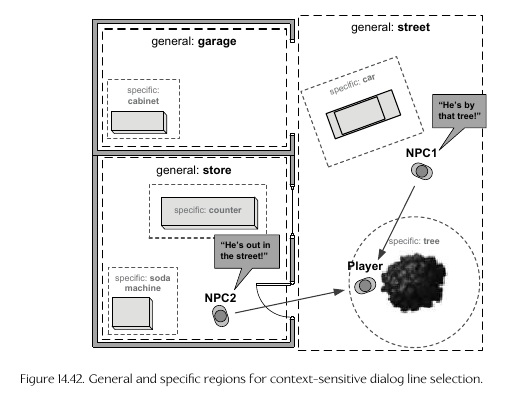 general: garage
general: street
specific:
cabinet
specific: car
“He’s by
that tree!”
NPC1
general: store
specific: counter
“He’s out in
the street!”
specific: tree
Player
specific: soda
machine
NPC2
Figure 14.42. General and specific regions for context-sensitive dialog line selection.